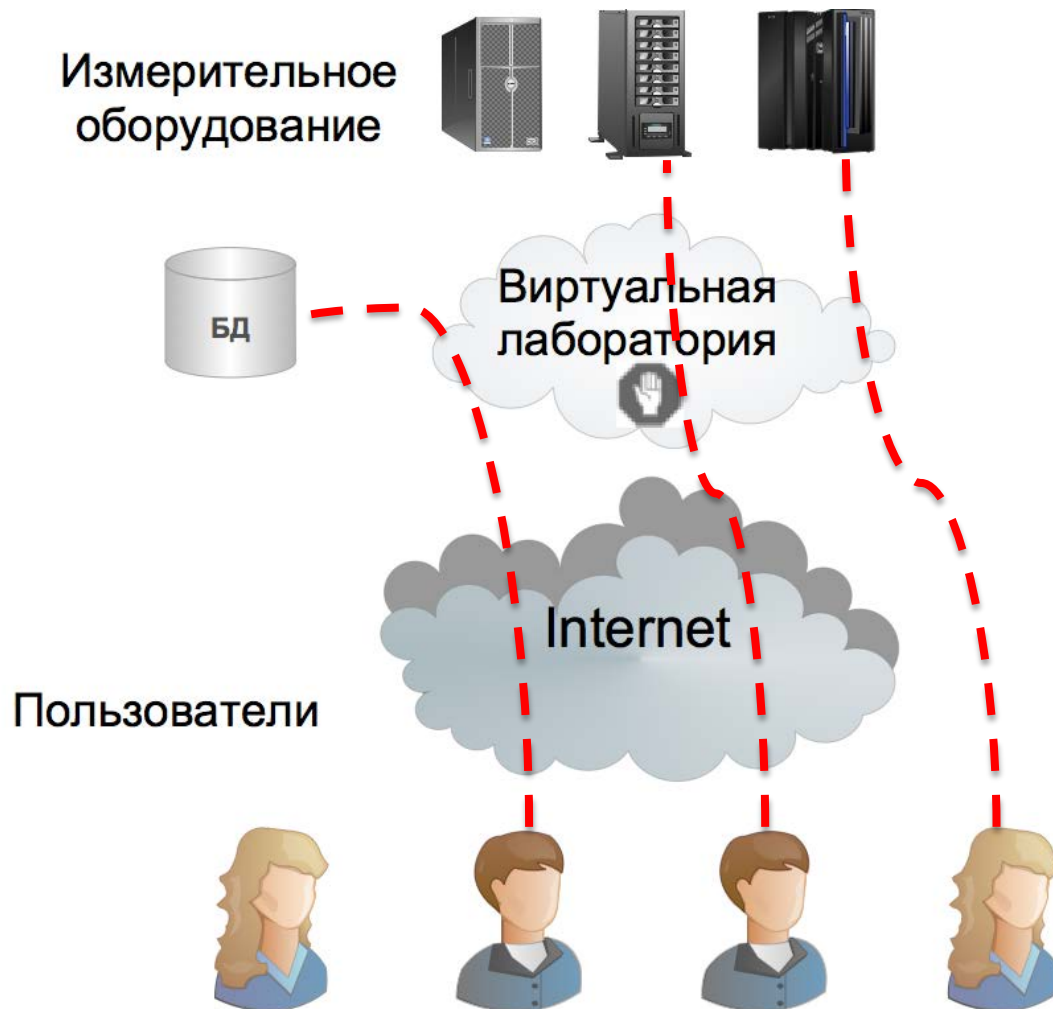 Измерительное
оборудование
Виртуальная
лаборатория
БД
Internet
Пользователи